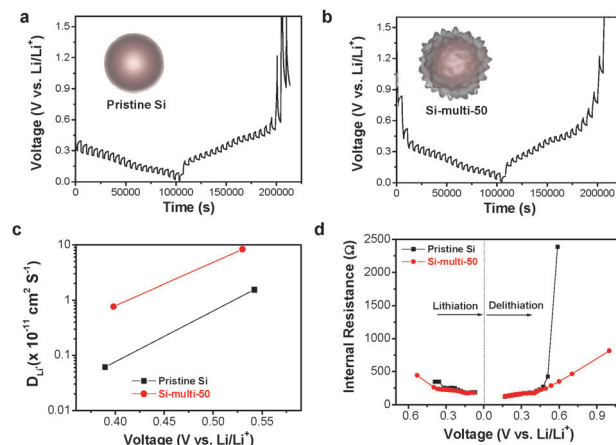 a
Voltage (V vs. Li/Li⁺)
1.5
1.2
0.9
0.6
0.3
0.0
Pristine Si
0
50000
100000
150000
200000
Time (s)
b
Voltage (V vs. Li/Li⁺)
1.5
1.2
0.9
0.6
0.3
0.0
Si-multi-50
0
50000
100000
150000
200000
Time (s)
c
D_Li⁺ (x 10⁻¹¹ cm² S⁻¹)
10
1
0.1
0.01
Pristine Si
Si-multi-50
0.40
0.45
0.50
0.55
Voltage (V vs. Li/Li⁺)
d
Internal Resistance (Ω)
2500
2000
1500
1000
500
0
Pristine Si
Si-multi-50
Lithiation
Delithiation
0.6
0.3
0.0
0.3
0.6
0.9
Voltage (V vs. Li/Li⁺)